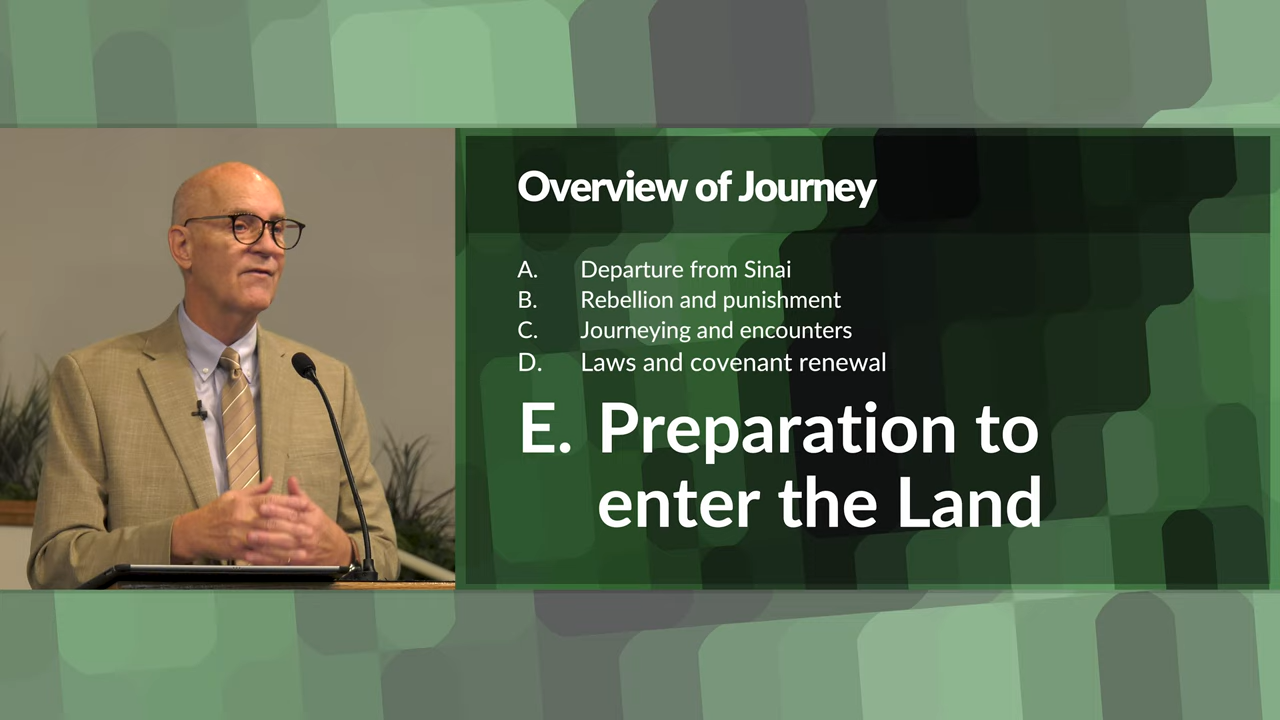 Overview of Journey
A. Departure from Sinai
B. Rebellion and punishment
C. Journeying and encounters
D. Laws and covenant renewal
E. Preparation to
enter the Land